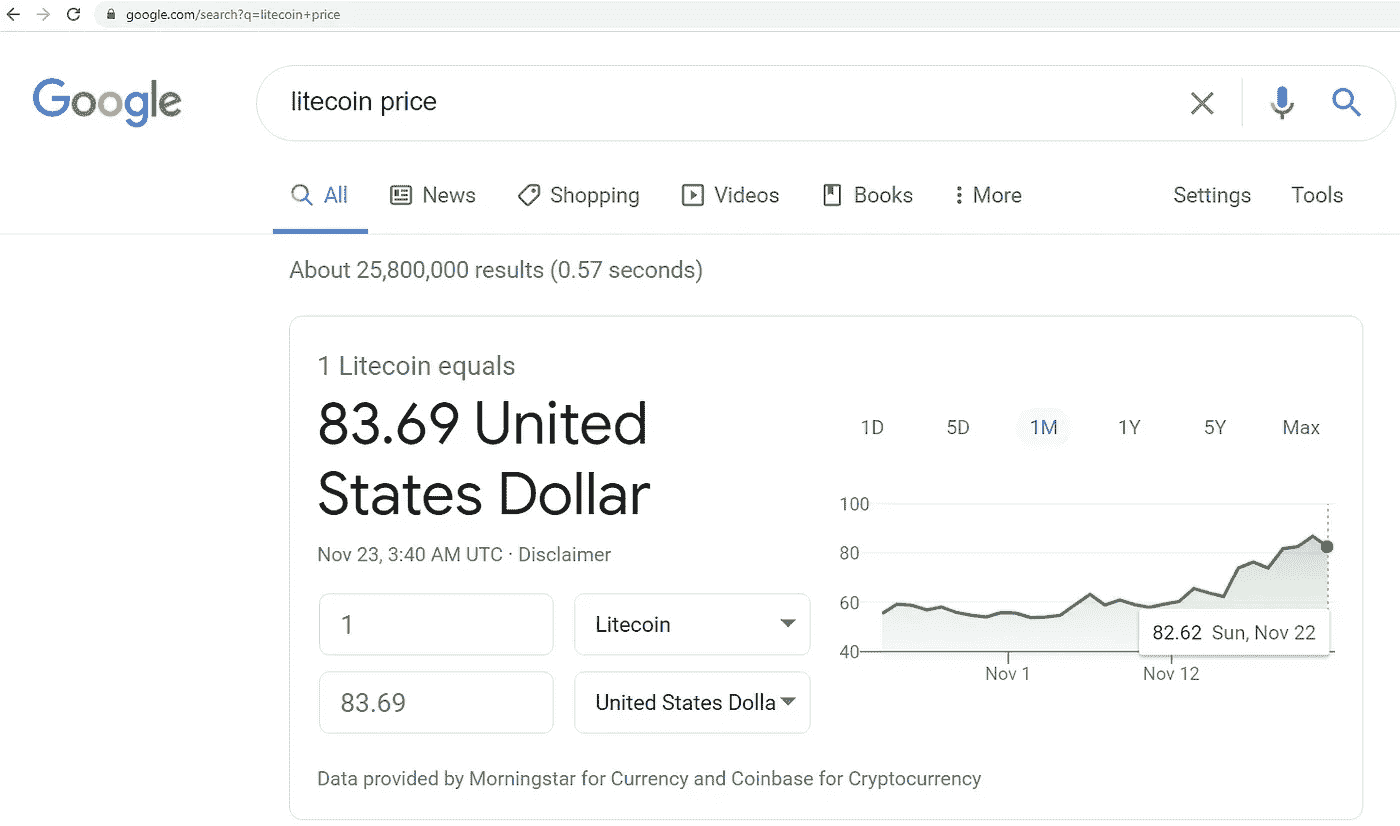 google.com/search?q=litecoin+price
Google
litecoin price
All News Shopping Videos Books More Settings Tools
About 25,800,000 results (0.57 seconds)
1 Litecoin equals
83.69 United
States Dollar
Nov 23, 3:40 AM UTC · Disclaimer
1 Litecoin
83.69 United States Dolla
1D 5D 1M 1Y 5Y Max
100
80
60
40
82.62 Sun, Nov 22
Nov 1 Nov 12
Data provided by Morningstar for Currency and Coinbase for Cryptocurrency